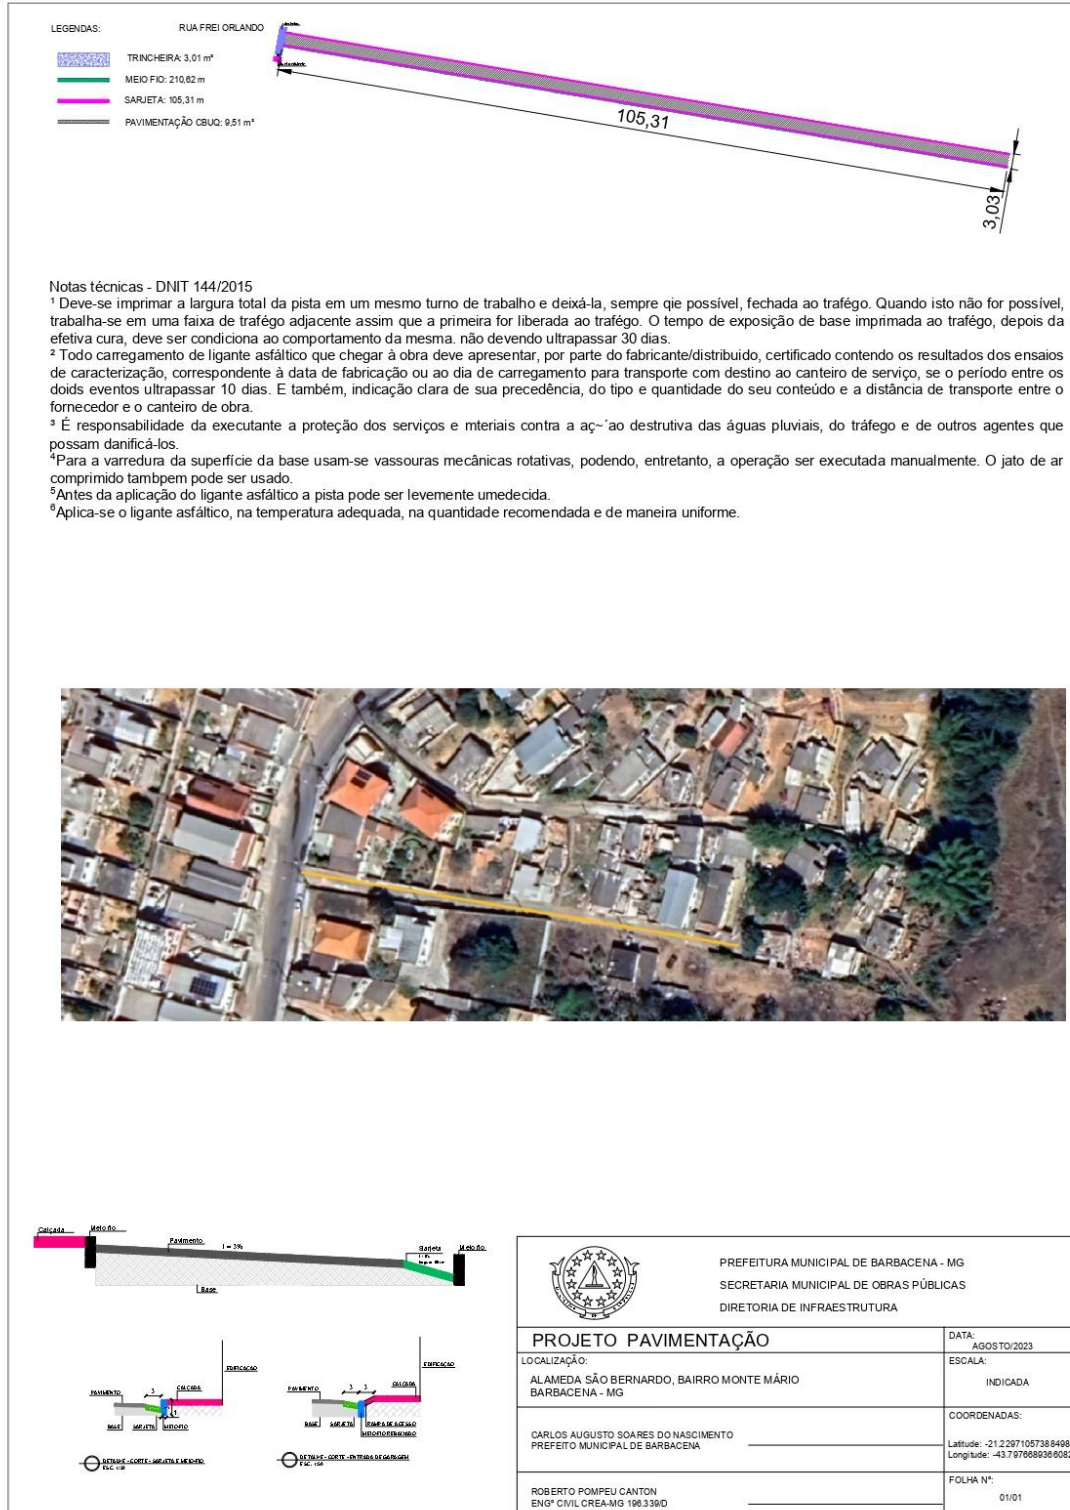 LEGENDAS:
RUA FREI ORLANDO
TRINCHEIRA: 3,01 m³
MEIO FIO: 210,62 m
SARJETA: 105,31 m
PAVIMENTAÇÃO CBUQ: 9,51 m³
105,31
3,03
Notas técnicas - DNIT 144/2015
¹ Deve-se imprimar a largura total da pista em um mesmo turno de trabalho e deixá-la, sempre qie possível, fechada ao trafégo. Quando isto não for possível,
trabalha-se em uma faixa de trafégo adjacente assim que a primeira for liberada ao trafégo. O tempo de exposição de base imprimada ao trafégo, depois da
efetiva cura, deve ser condiciona ao comportamento da mesma. não devendo ultrapassar 30 dias.
² Todo carregamento de ligante asfáltico que chegar à obra deve apresentar, por parte do fabricante/distribuido, certificado contendo os resultados dos ensaios
de caracterização, correspondente à data de fabricação ou ao dia de carregamento para transporte com destino ao canteiro de serviço, se o período entre os
doids eventos ultrapassar 10 dias. E também, indicação clara de sua precedência, do tipo e quantidade do seu conteúdo e a distância de transporte entre o
fornecedor e o canteiro de obra.
³ É responsabilidade da executante a proteção dos serviços e mteriais contra a aç~´ao destrutiva das águas pluviais, do tráfego e de outros agentes que
possam danificá-los.
⁴Para a varredura da superfície da base usam-se vassouras mecânicas rotativas, podendo, entretanto, a operação ser executada manualmente. O jato de ar
comprimido tambpem pode ser usado.
⁵Antes da aplicação do ligante asfáltico a pista pode ser levemente umedecida.
⁶Aplica-se o ligante asfáltico, na temperatura adequada, na quantidade recomendada e de maneira uniforme.
Calçada
Meio fio
Pavimento
I = 3%
Sarjeta
Meio fio
Base
EDIFICAÇÃO
PAVIMENTO
3
CALÇADA
1
BASE
SARJETA
MEIO-FIO
DETALHE - CORTE - SARJETA E MEIO-FIO
ESC. 1:50
EDIFICAÇÃO
PAVIMENTO
3
3
CALÇADA
BASE
SARJETA
RAMPA DE ACESSO
MEIO-FIO REBAIXADO
DETALHE - CORTE - ENTRADA DE GARAGEM
ESC. 1:50
PREFEITURA MUNICIPAL DE BARBACENA - MG
SECRETARIA MUNICIPAL DE OBRAS PÚBLICAS
DIRETORIA DE INFRAESTRUTURA
PROJETO PAVIMENTAÇÃO
DATA:
AGOSTO/2023
LOCALIZAÇÃO:
ALAMEDA SÃO BERNARDO, BAIRRO MONTE MÁRIO
BARBACENA - MG
ESCALA:
INDICADA
CARLOS AUGUSTO SOARES DO NASCIMENTO
PREFEITO MUNICIPAL DE BARBACENA
COORDENADAS:
Latitude: -21.22971057388498
Longitude: -43.7976689366082
ROBERTO POMPEU CANTON
ENGº CIVIL CREA-MG 196.339/D
FOLHA Nº:
01/01